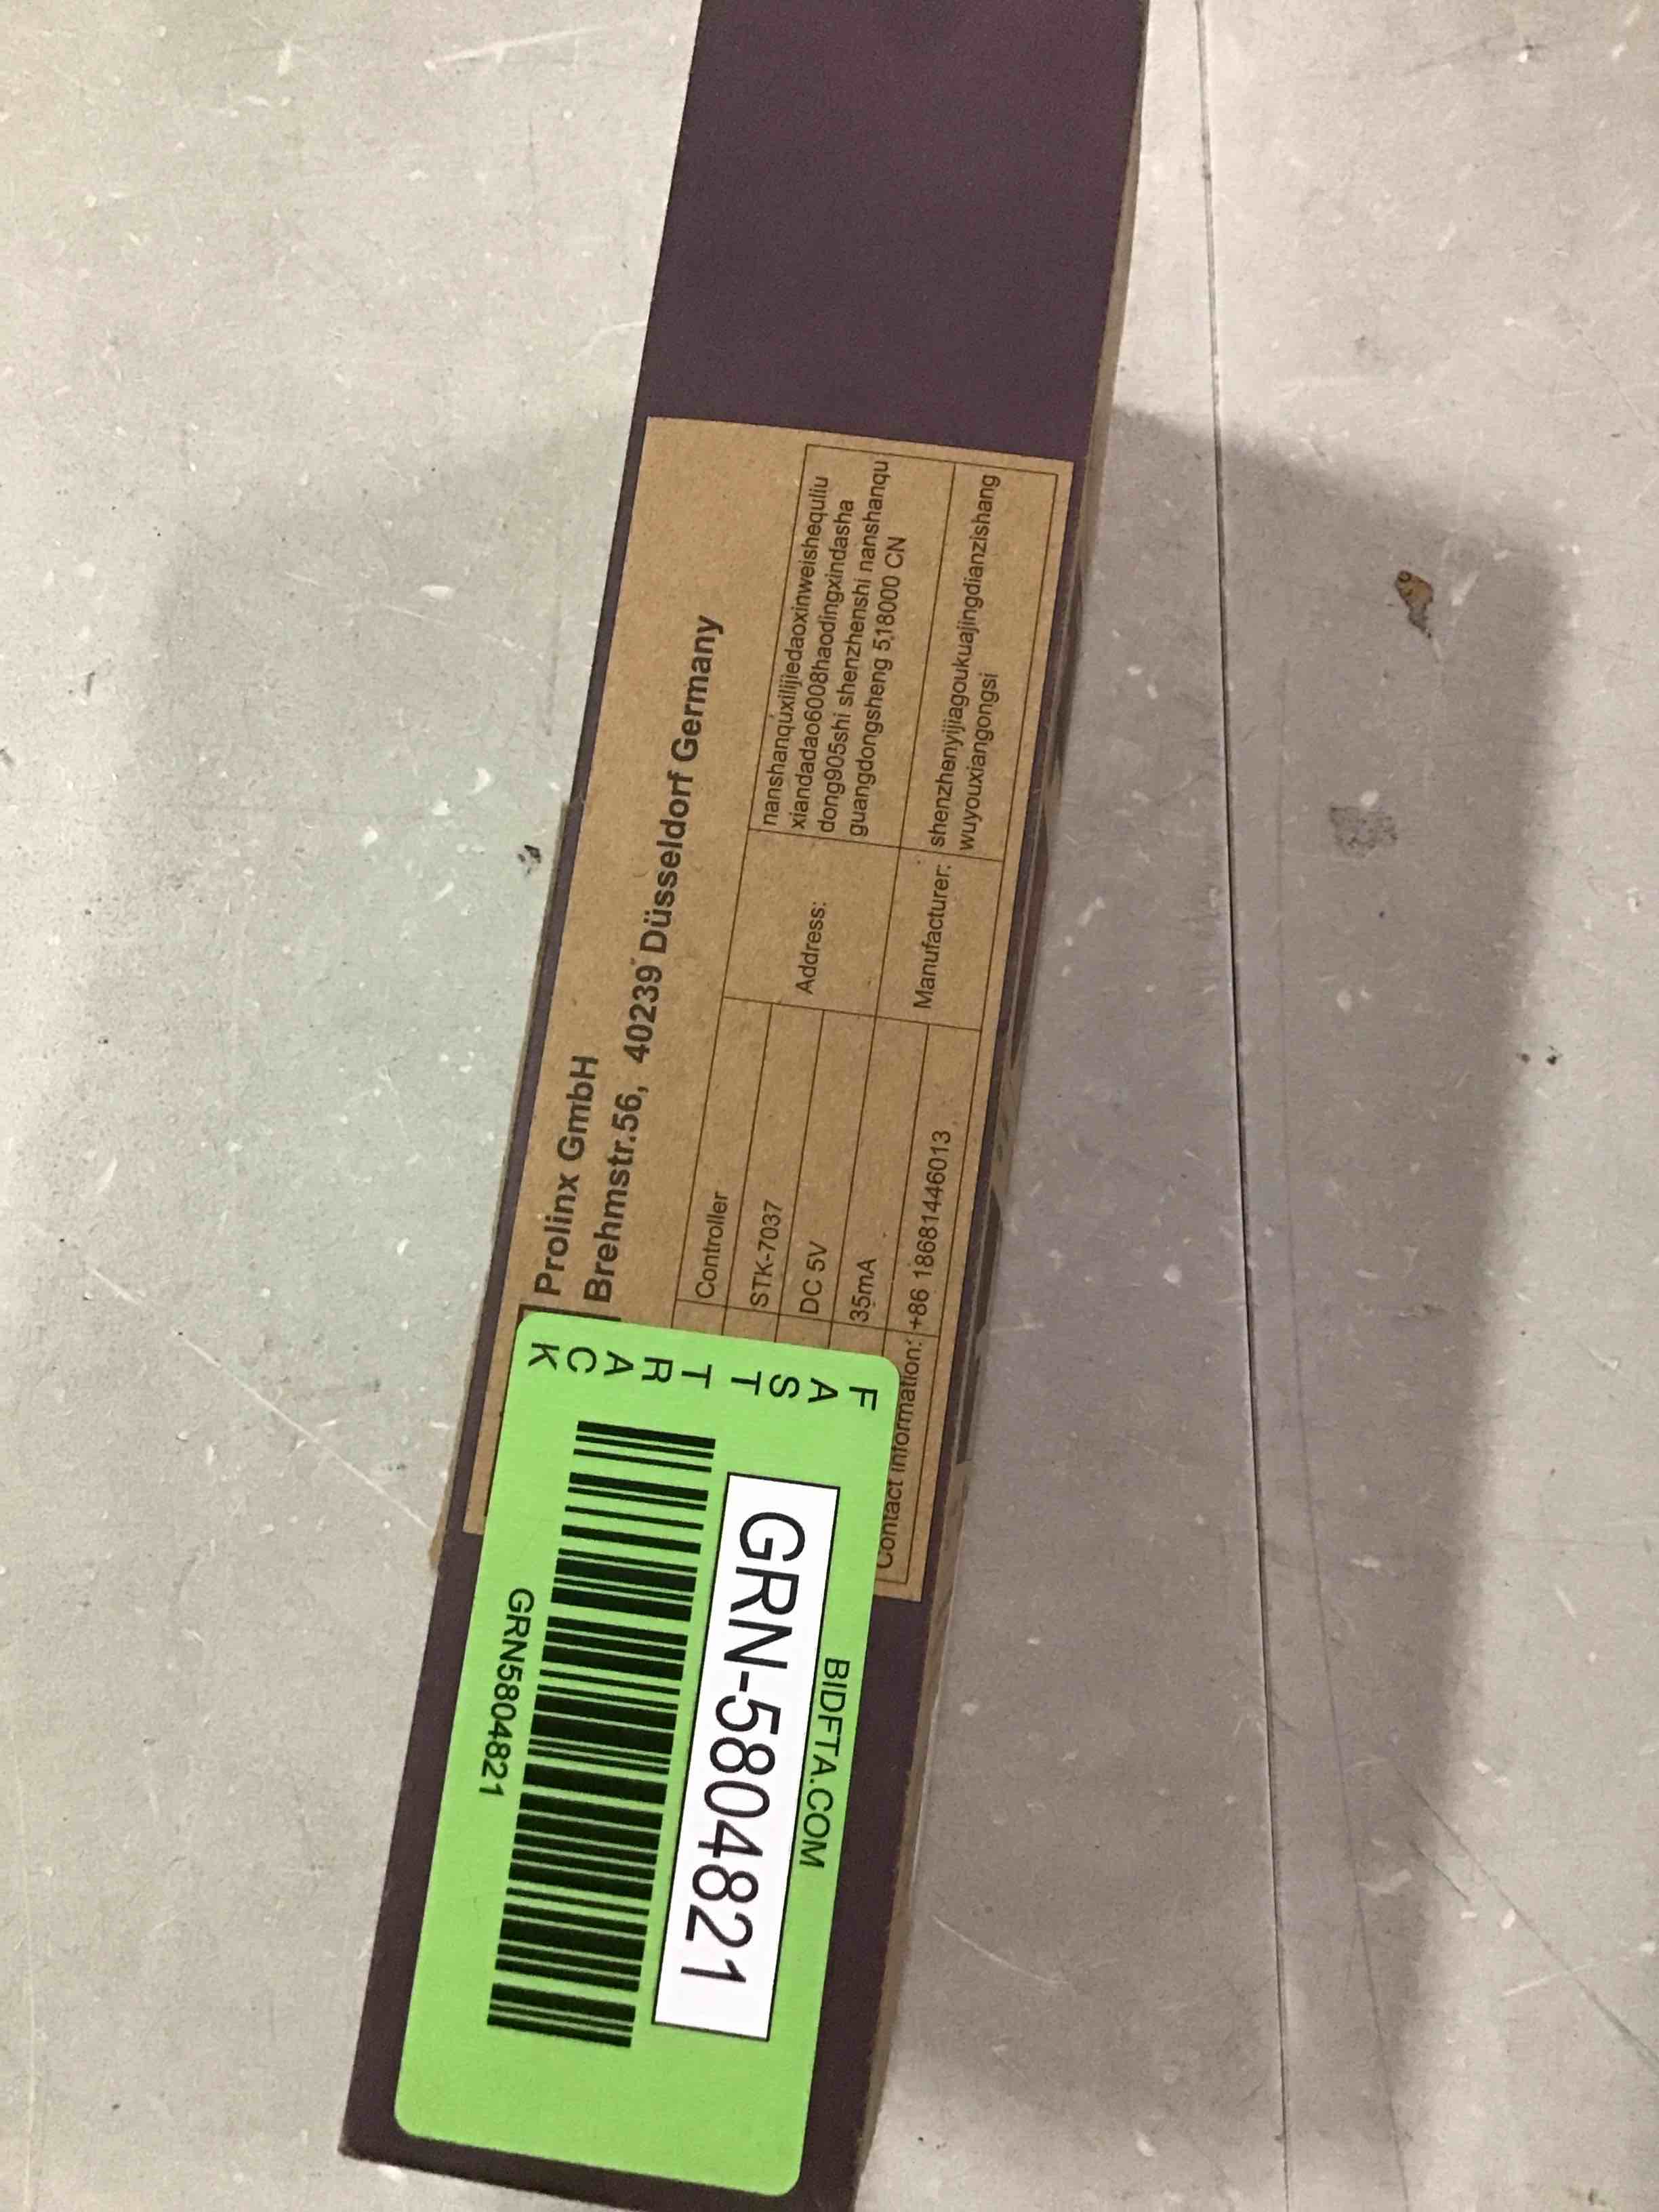 Prolinx GmbH
Brehmstr.56, 40239 Düsseldorf Germany
Controller
STK-7037
DC 5V
35mA
Contact information: +86 18681446013
Address:
nanshanquxilijiedaoxinweishequliu
xiandadao6008haodingxindasha
dong905shi shenzhenshi nanshanqu
guangdongsheng 518000 CN
Manufacturer:
shenzhenyijiagoukuajingdianzishang
wuyouxiangongsi
FAST TRACK
BIDFTA.COM
GRN-5804821
GRN5804821